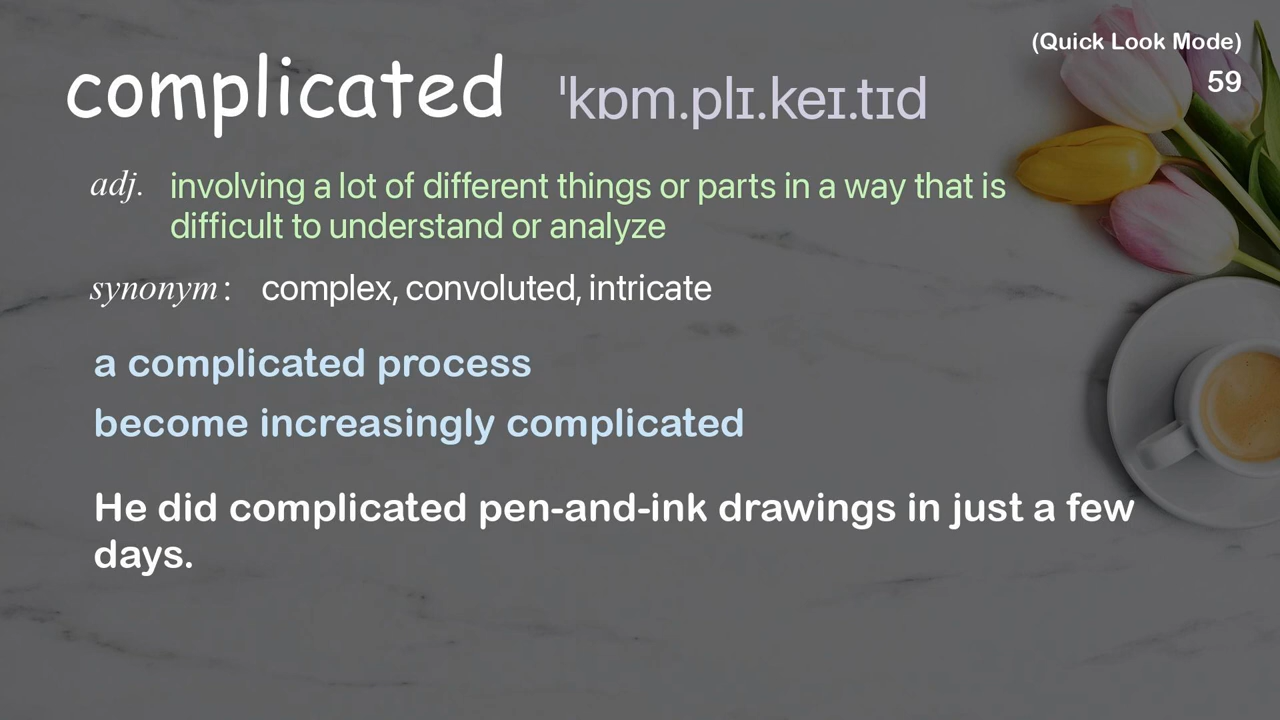 (Quick Look Mode)
59
complicated ˈkɒm.plɪ.keɪ.tɪd
adj. involving a lot of different things or parts in a way that is
difficult to understand or analyze
synonym: complex, convoluted, intricate
a complicated process
become increasingly complicated
He did complicated pen-and-ink drawings in just a few
days.